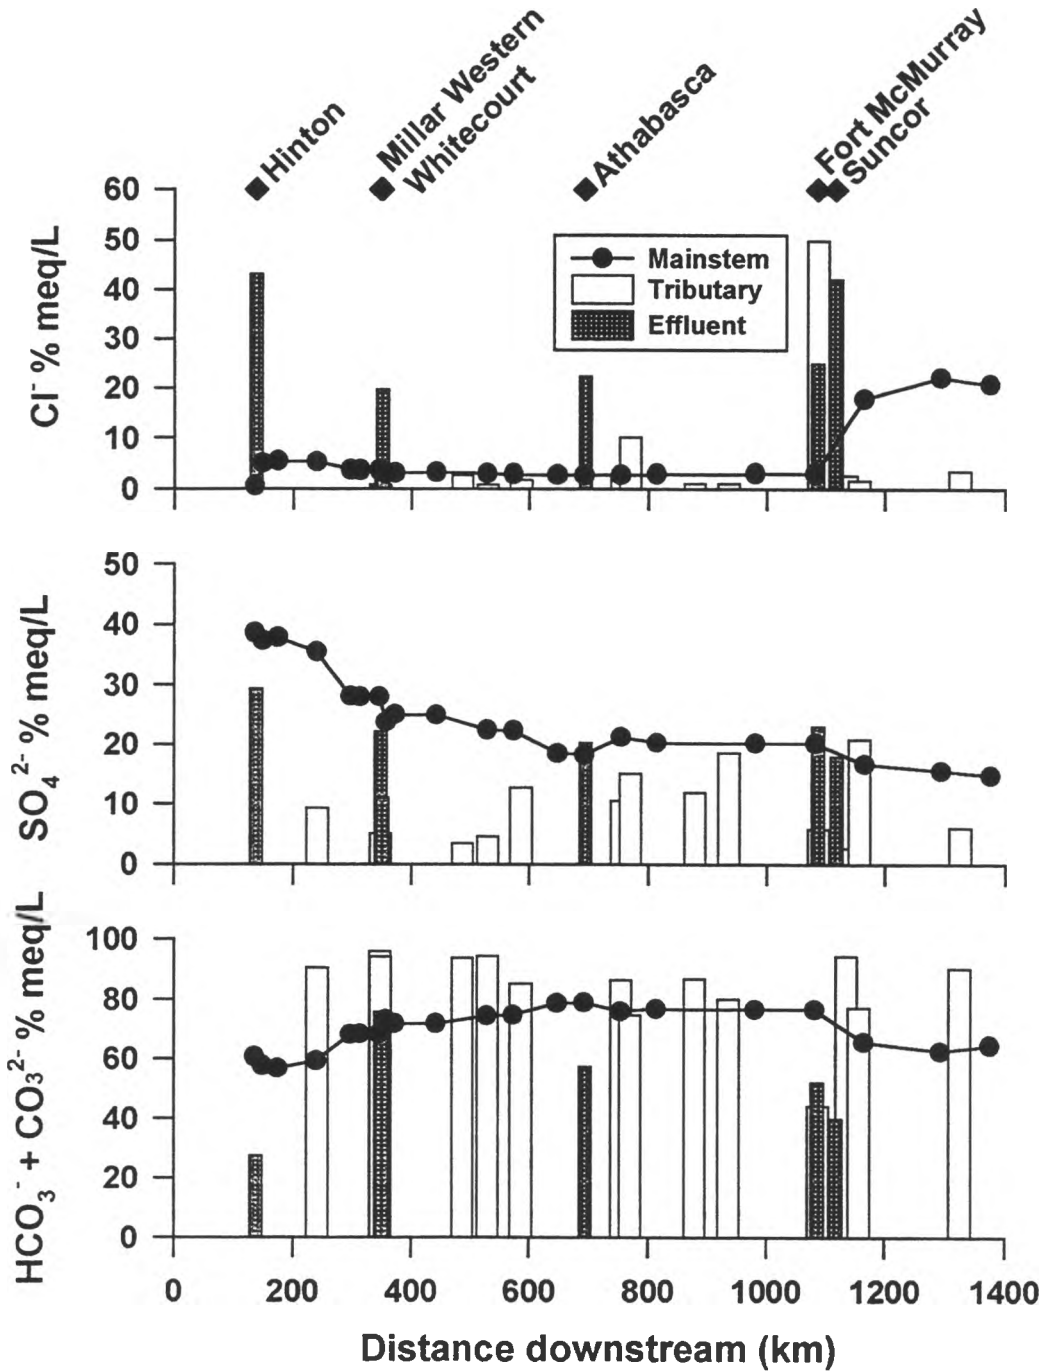 Hinton
Millar Western
Whitecourt
Athabasca
Fort McMurray
Suncor
Cl⁻ % meq/L
60
50
40
30
20
10
0
Mainstem
Tributary
Effluent
SO₄²⁻ % meq/L
50
40
30
20
10
0
HCO₃⁻ + CO₃²⁻ % meq/L
100
80
60
40
20
0
0 200 400 600 800 1000 1200 1400
Distance downstream (km)